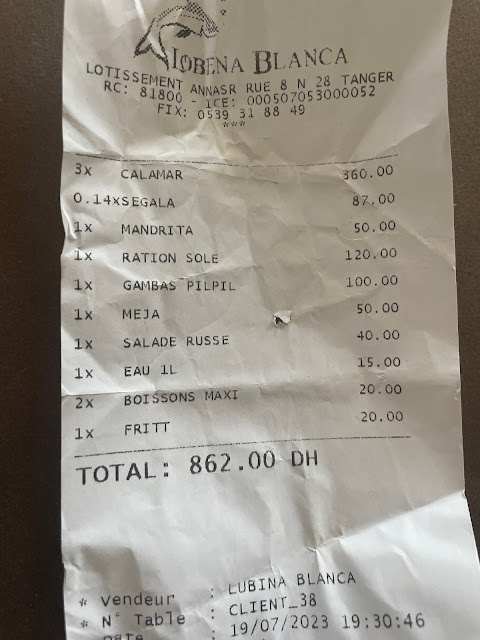 LOBENA BLANCA
LOTISSEMENT ANNASR RUE 8 N 28 TANGER
RC: 81800 - ICE: 000507053000052
FIX: 0539 31 88 49
***
3x CALAMAR 360.00
0.14xSEGALA 87.00
1x MANDRITA 50.00
1x RATION SOLE 120.00
1x GAMBAS PILPIL 100.00
1x MEJA 50.00
1x SALADE RUSSE 40.00
1x EAU 1L 15.00
2x BOISSONS MAXI 20.00
1x FRITT 20.00
TOTAL: 862.00 DH
* Vendeur : LUBINA BLANCA
* N° Table : CLIENT_38
Date : 19/07/2023 19:30:46